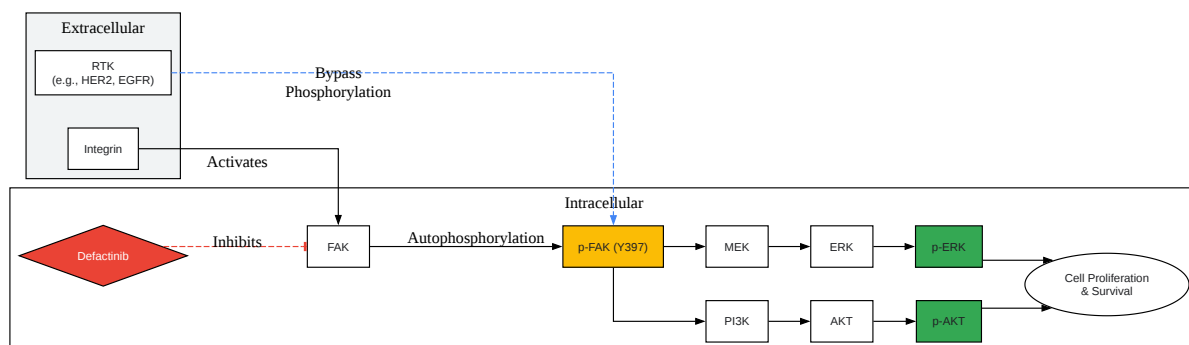 Extracellular
RTK
(e.g., HER2, EGFR)
Bypass
Phosphorylation
Integrin
Activates
Intracellular
Defactinib
Inhibits
FAK
Autophosphorylation
p-FAK (Y397)
MEK
ERK
p-ERK
Cell Proliferation
& Survival
PI3K
AKT
p-AKT